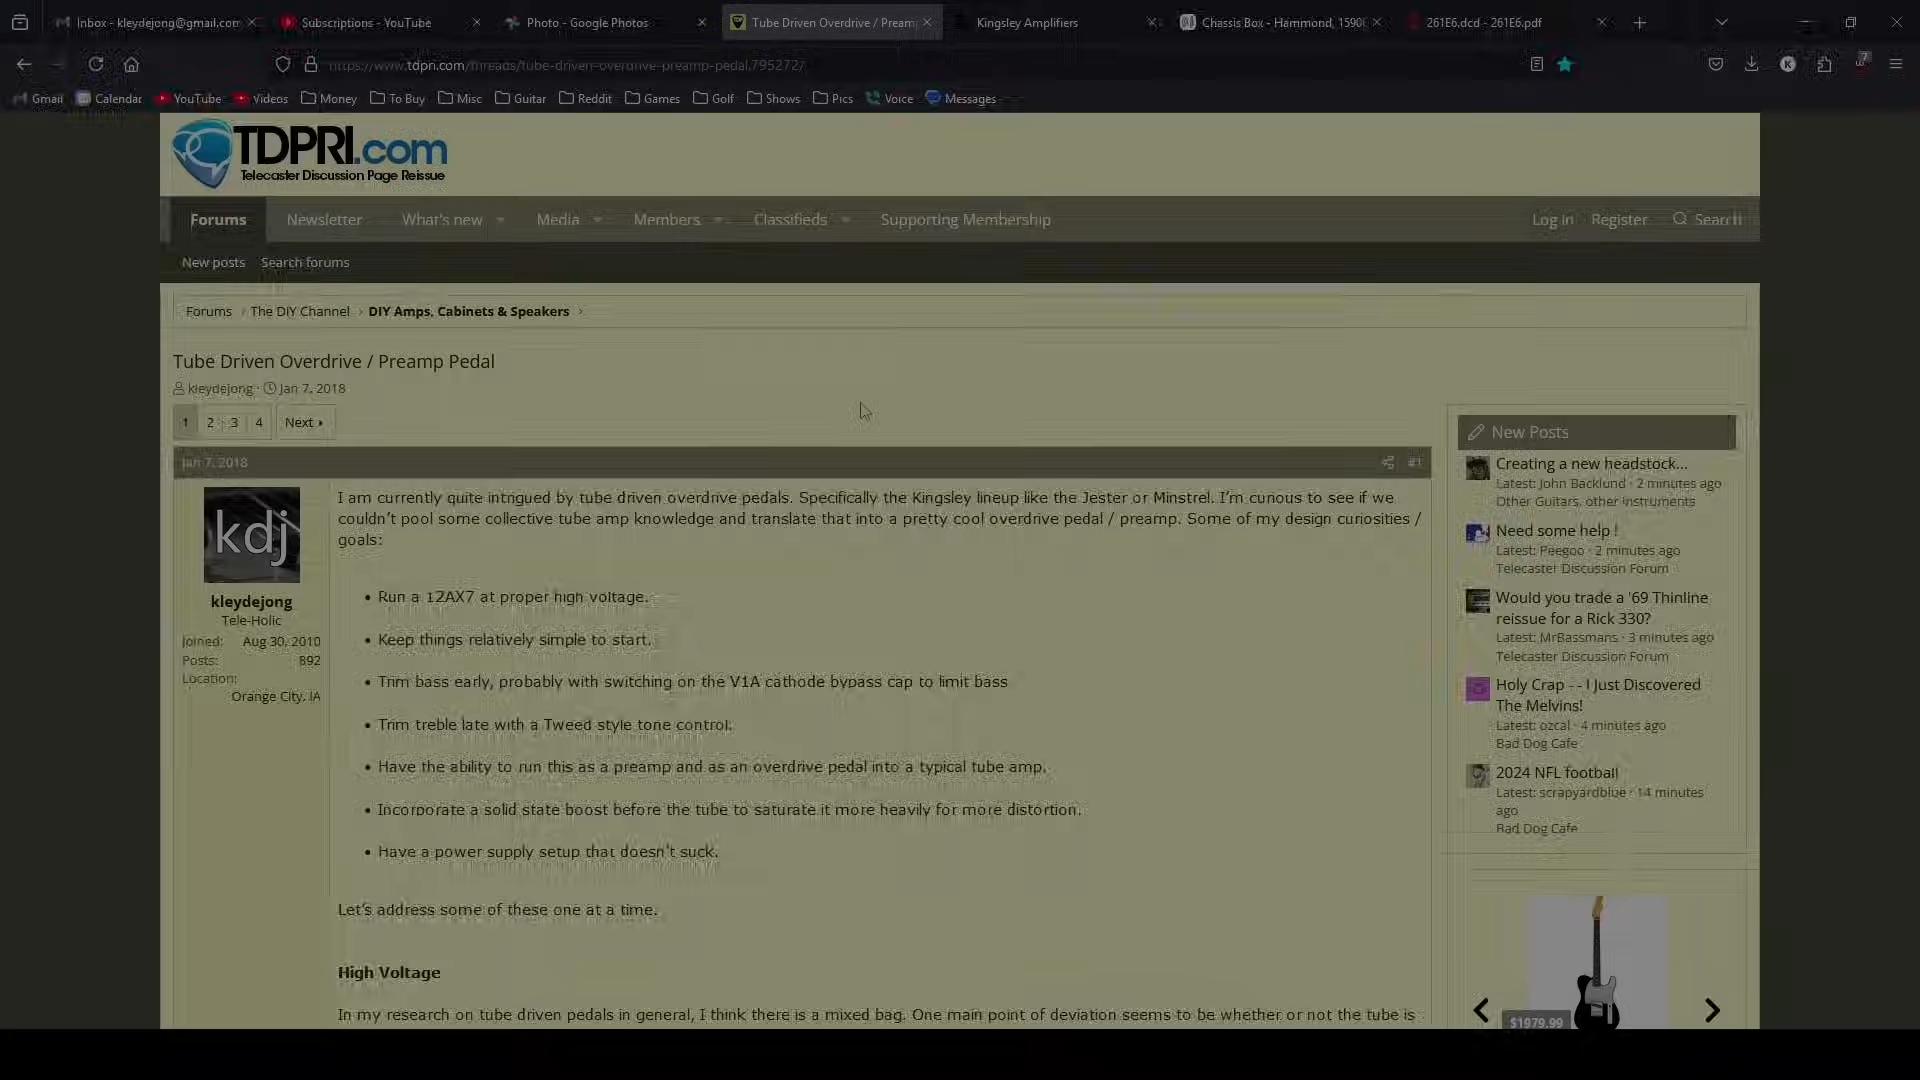 Inbox - kleydejong@gmail.com
Subscriptions - YouTube
Photo - Google Photos
Tube Driven Overdrive / Pream
Kingsley Amplifiers
Chassis Box - Hammond, 1590
261E6.dcd - 261E6.pdf
Gmail Calendar YouTube Videos Money To Buy Misc Guitar Reddit Games Golf Shows Pics Voice Messages
TDPRI.com
Telecaster Discussion Page Reissue
Forums Newsletter What's new Media Members Classifieds Supporting Membership Log in Register Search
New posts Search forums
Forums The DIY Channel DIY Amps, Cabinets & Speakers
Tube Driven Overdrive / Preamp Pedal
kleydejong · Jan 7, 2018
1 2 3 4 Next
Jan 7, 2018 #1
kdj
kleydejong
Tele-Holic
Joined: Aug 30, 2010
Posts: 892
Location:
Orange City, IA
I am currently quite intrigued by tube driven overdrive pedals. Specifically the Kingsley lineup like the Jester or Minstrel. I'm curious to see if we
couldn't pool some collective tube amp knowledge and translate that into a pretty cool overdrive pedal / preamp. Some of my design curiosities /
goals:
• Run a 12AX7 at proper high voltage.
• Keep things relatively simple to start.
• Trim bass early, probably with switching on the V1A cathode bypass cap to limit bass
• Trim treble late with a Tweed style tone control.
• Have the ability to run this as a preamp and as an overdrive pedal into a typical tube amp.
• Incorporate a solid state boost before the tube to saturate it more heavily for more distortion.
• Have a power supply setup that doesn't suck.
Let's address some of these one at a time.
High Voltage
In my research on tube driven pedals in general, I think there is a mixed bag. One main point of deviation seems to be whether or not the tube is
New Posts
Creating a new headstock...
Latest: John Backlund · 2 minutes ago
Other Guitars, other instruments
Need some help !
Latest: Peegoo · 2 minutes ago
Telecaster Discussion Forum
Would you trade a '69 Thinline
reissue for a Rick 330?
Latest: MrBassmans · 3 minutes ago
Telecaster Discussion Forum
Holy Crap - - I Just Discovered
The Melvins!
Latest: ozcal · 4 minutes ago
Bad Dog Cafe
2024 NFL football
Latest: scrapyardblue · 14 minutes
ago
Bad Dog Cafe
$1979.99